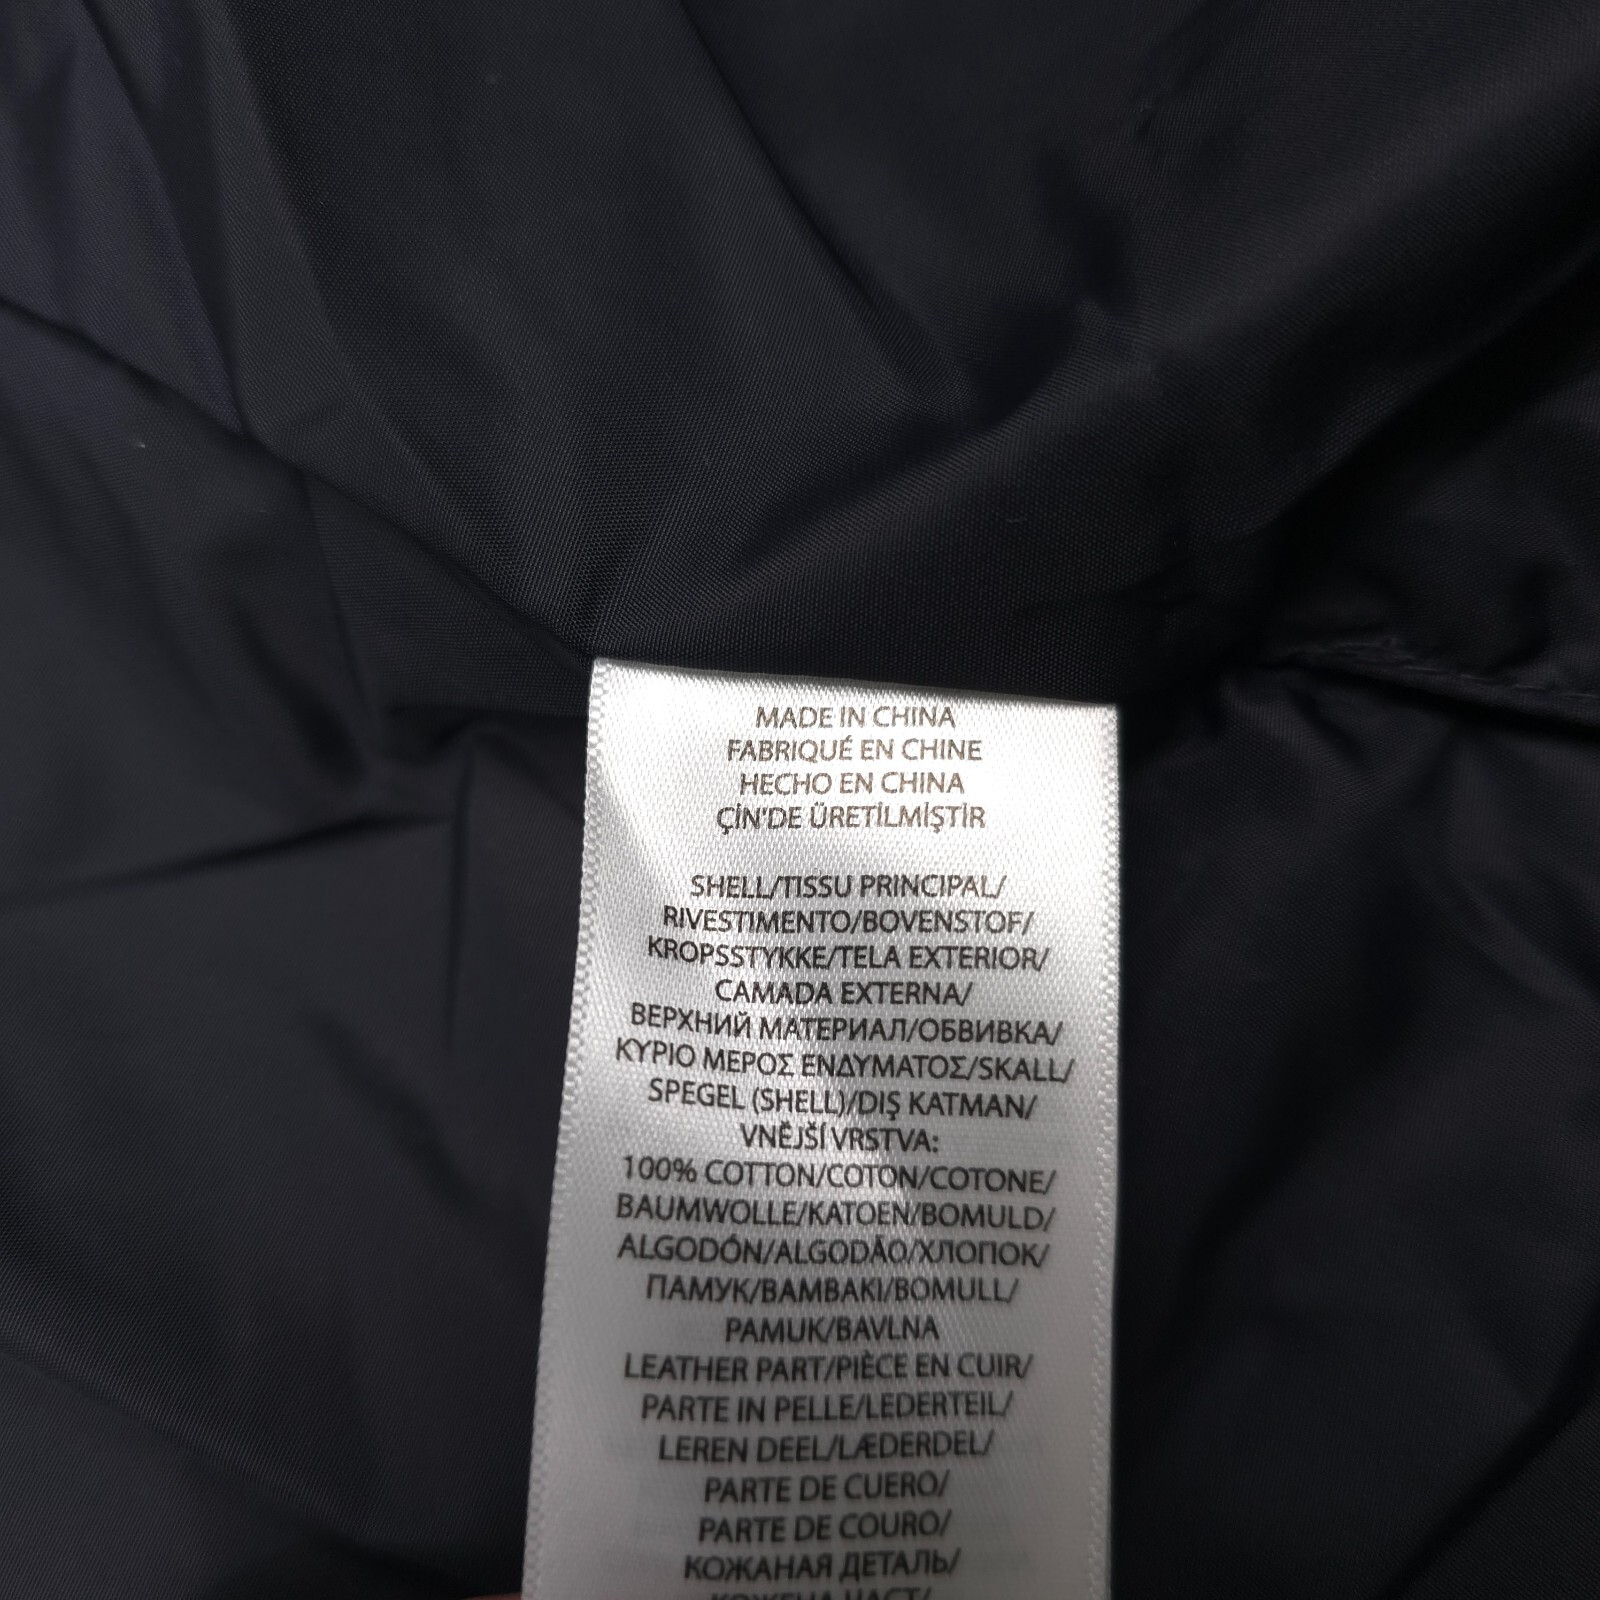 MADE IN CHINA
FABRIQUÉ EN CHINE
HECHO EN CHINA
ÇİN'DE ÜRETİLMİŞTİR
SHELL/TISSU PRINCIPAL/
RIVESTIMENTO/BOVENSTOF/
KROPSSTYKKE/TELA EXTERIOR/
CAMADA EXTERNA/
ВЕРХНИЙ МАТЕРИАЛ/ОБВИВКА/
ΚΥΡΙΟ ΜΕΡΟΣ ΕΝΔΥΜΑΤΟΣ/SKALL/
SPEGEL (SHELL)/DIŞ KATMAN/
VNĚJŠÍ VRSTVA:
100% COTTON/COTON/COTONE/
BAUMWOLLE/KATOEN/BOMULD/
ALGODÓN/ALGODÃO/ХЛОПОК/
ПАМУК/BAMBAKI/BOMULL/
PAMUK/BAVLNA
LEATHER PART/PIÈCE EN CUIR/
PARTE IN PELLE/LEDERTEIL/
LEREN DEEL/LÆDERDEL/
PARTE DE CUERO/
PARTE DE COURO/
КОЖАНАЯ ДЕТАЛЬ/
КОЖЕНА ЧАСТ/